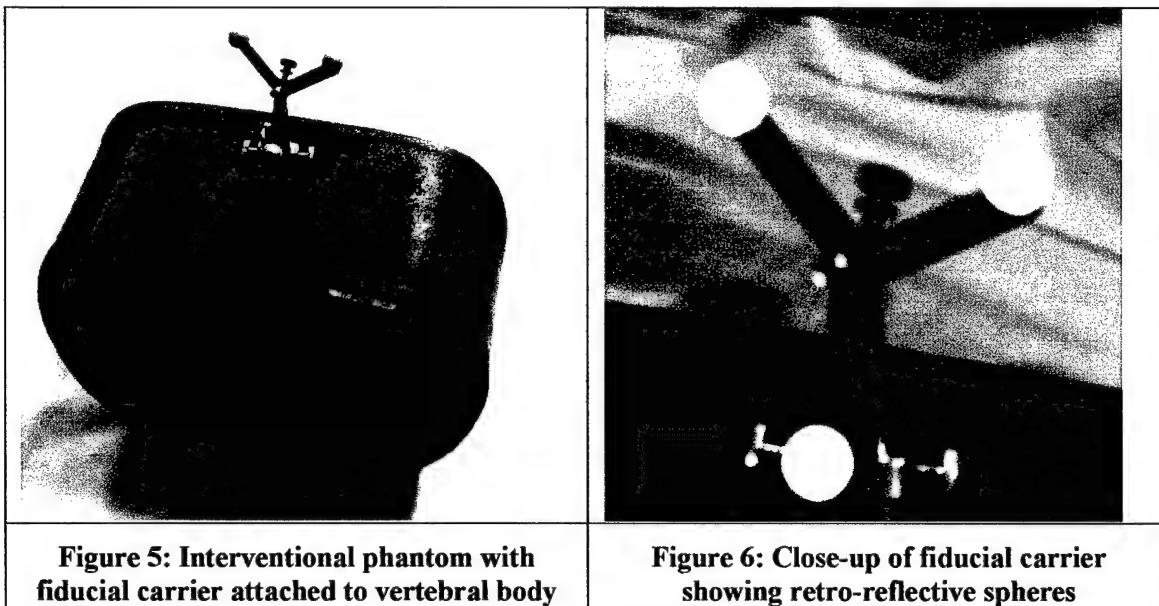 Figure 5: Interventional phantom with
fiducial carrier attached to vertebral body
Figure 6: Close-up of fiducial carrier
showing retro-reflective spheres